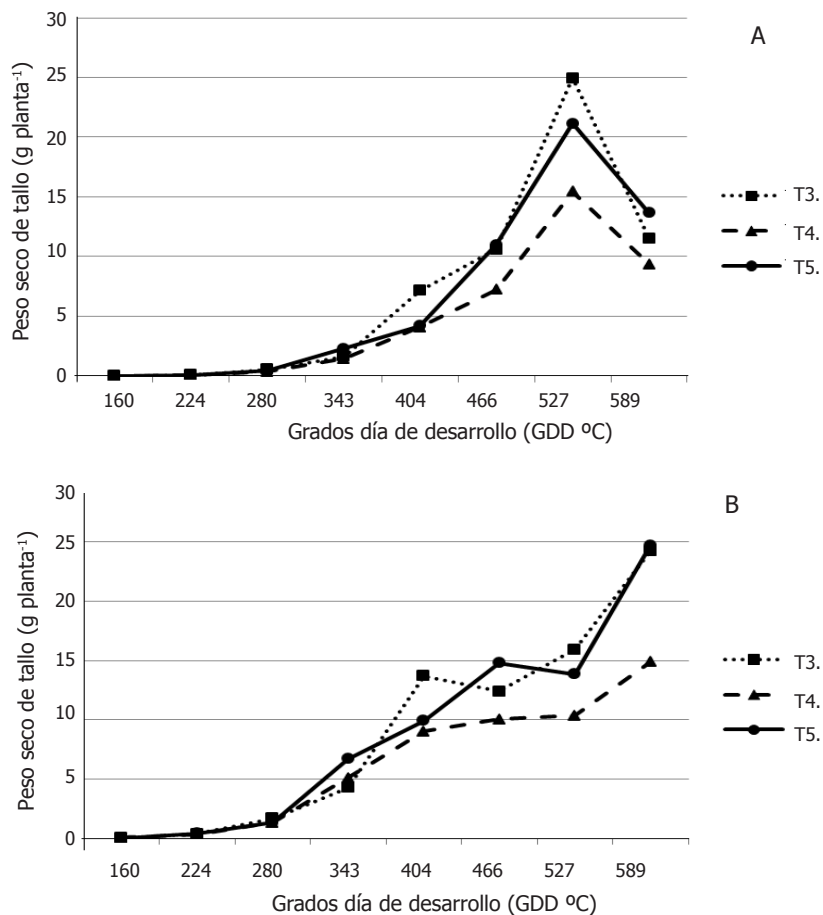 A
30
25
20
15
10
5
0
Peso seco de tallo (g planta-1)
160 224 280 343 404 466 527 589
Grados día de desarrollo (GDD ºC)
T3.
T4.
T5.
B
30
25
20
15
10
5
0
Peso seco de tallo (g planta-1)
160 224 280 343 404 466 527 589
Grados día de desarrollo (GDD ºC)
T3.
T4.
T5.